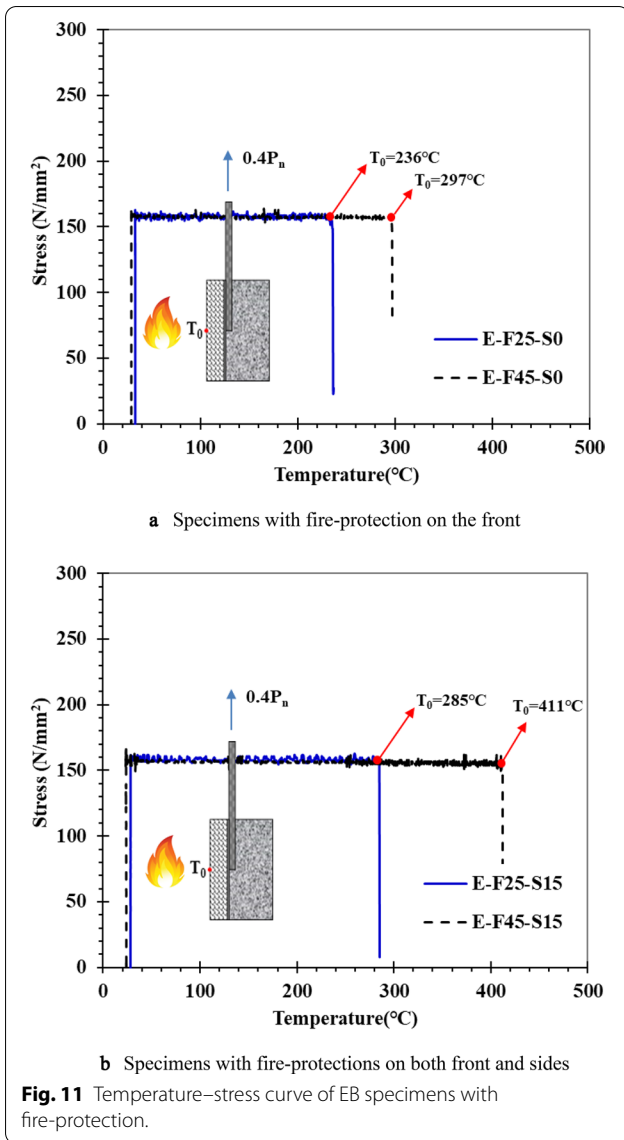 300
250
200
150
100
50
0
Stress (N/mm²)
0.4Pₙ
T₀=236°C
T₀=297°C
T₀
E-F25-S0
E-F45-S0
0 100 200 300 400 500
Temperature(°C)
a Specimens with fire-protection on the front
300
250
200
150
100
50
0
Stress (N/mm²)
0.4Pₙ
T₀=285°C
T₀=411°C
T₀
E-F25-S15
E-F45-S15
0 100 200 300 400 500
Temperature(°C)
b Specimens with fire-protections on both front and sides
Fig. 11 Temperature–stress curve of EB specimens with
fire-protection.